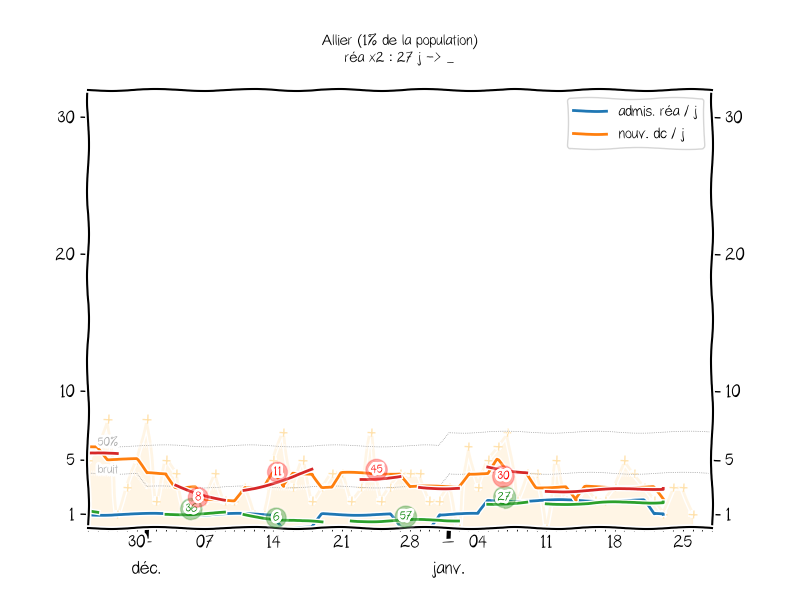 Allier (1% de la population)
réa x2 : 27 j -> _
admis. réa / j
nouv. dc / j
30 30
20 20
10 10
50%
5 5
bruit
11 45 30
8 36 6 57 27
1 1
30 07 14 21 28 04 11 18 25
déc. janv.